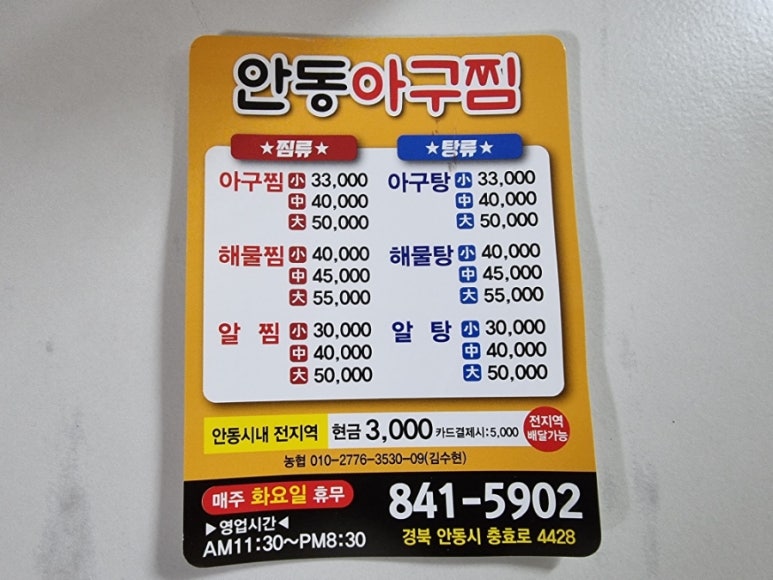 안동아구찜
★찜류★
아구찜 小 33,000
中 40,000
大 50,000
해물찜 小 40,000
中 45,000
大 55,000
알 찜 小 30,000
中 40,000
大 50,000
★탕류★
아구탕 小 33,000
中 40,000
大 50,000
해물탕 小 40,000
中 45,000
大 55,000
알 탕 小 30,000
中 40,000
大 50,000
안동시내 전지역 현금 3,000 카드결제시:5,000
전지역
배달가능
농협 010-2776-3530-09(김수현)
매주 화요일 휴무
▶영업시간◀
AM11:30~PM8:30
841-5902
경북 안동시 충효로 4428